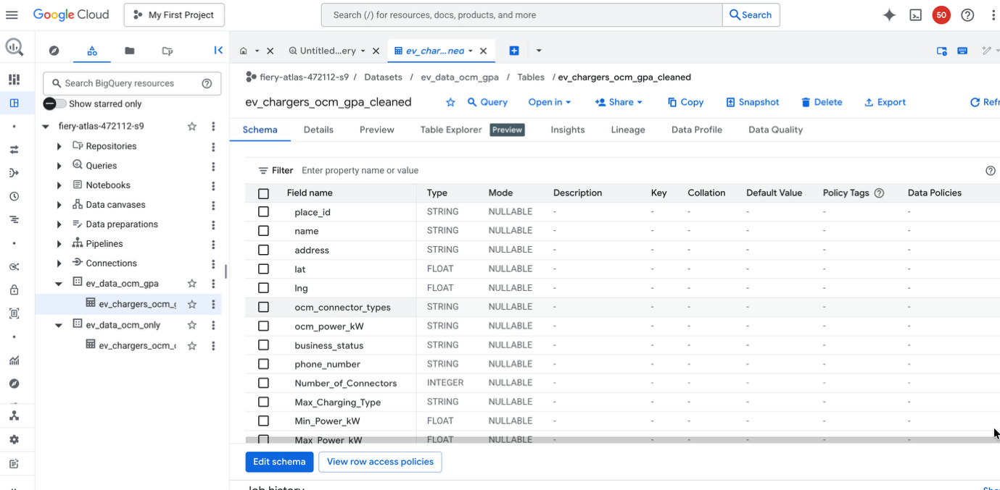 Google Cloud My First Project Search (/) for resources, docs, products, and more Search 50
Untitled...ery ev_char...ned
Search BigQuery resources
Show starred only
fiery-atlas-472112-s9
Repositories
Queries
Notebooks
Data canvases
Data preparations
Pipelines
Connections
ev_data_ocm_gpa
ev_chargers_ocm_g
ev_data_ocm_only
ev_chargers_ocm_c
fiery-atlas-472112-s9 / Datasets / ev_data_ocm_gpa / Tables / ev_chargers_ocm_gpa_cleaned
ev_chargers_ocm_gpa_cleaned Query Open in Share Copy Snapshot Delete Export Refr
Schema Details Preview Table Explorer Preview Insights Lineage Data Profile Data Quality
Filter Enter property name or value
Field name Type Mode Description Key Collation Default Value Policy Tags Data Policies
place_id STRING NULLABLE - - - - - -
name STRING NULLABLE - - - - - -
address STRING NULLABLE - - - - - -
lat FLOAT NULLABLE - - - - - -
lng FLOAT NULLABLE - - - - - -
ocm_connector_types STRING NULLABLE - - - - - -
ocm_power_kW STRING NULLABLE - - - - - -
business_status STRING NULLABLE - - - - - -
phone_number STRING NULLABLE - - - - - -
Number_of_Connectors INTEGER NULLABLE - - - - - -
Max_Charging_Type STRING NULLABLE - - - - - -
Min_Power_kW FLOAT NULLABLE - - - - - -
Max_Power_kW FLOAT NULLABLE - - - - - -
Edit schema View row access policies
Job history